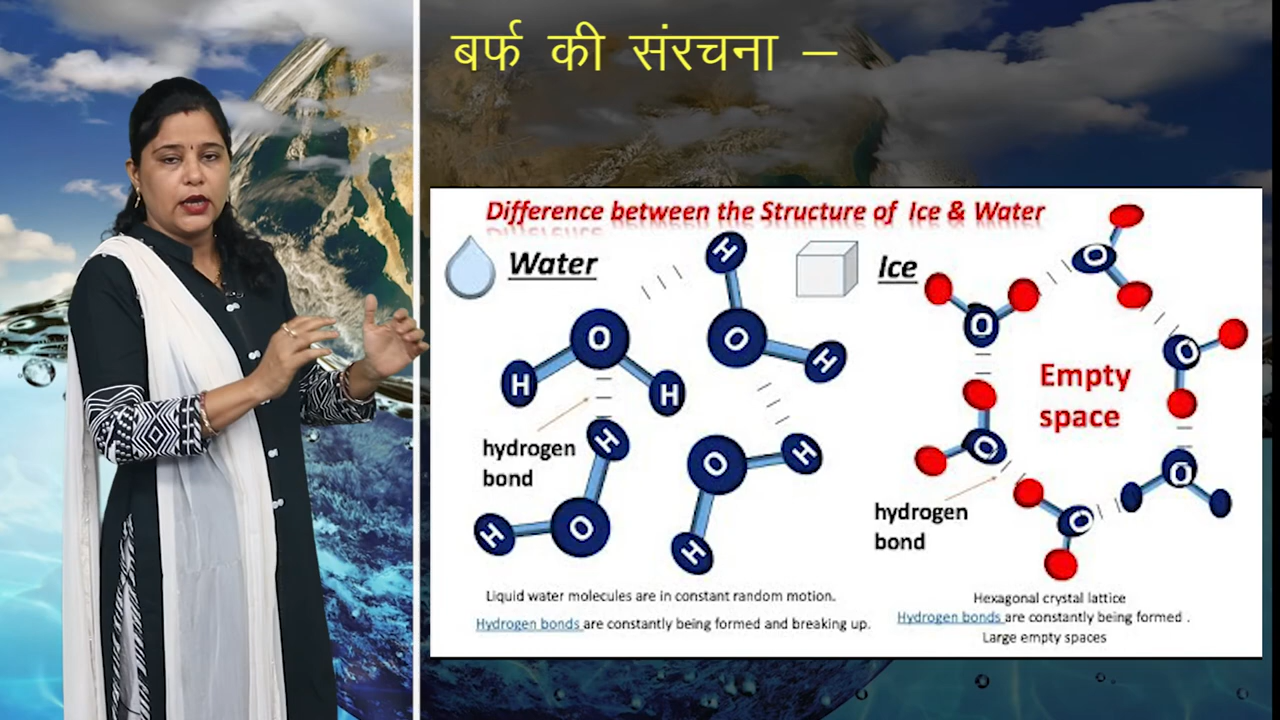 बर्फ की संरचना –
Difference between the Structure of Ice & Water
Water
Ice
H
O
H
H
O
H
H
O
H
O
H
H
hydrogen
bond
O
O
O
O
O
O
Empty
space
hydrogen
bond
Liquid water molecules are in constant random motion.
Hydrogen bonds are constantly being formed and breaking up.
Hexagonal crystal lattice
Hydrogen bonds are constantly being formed .
Large empty spaces